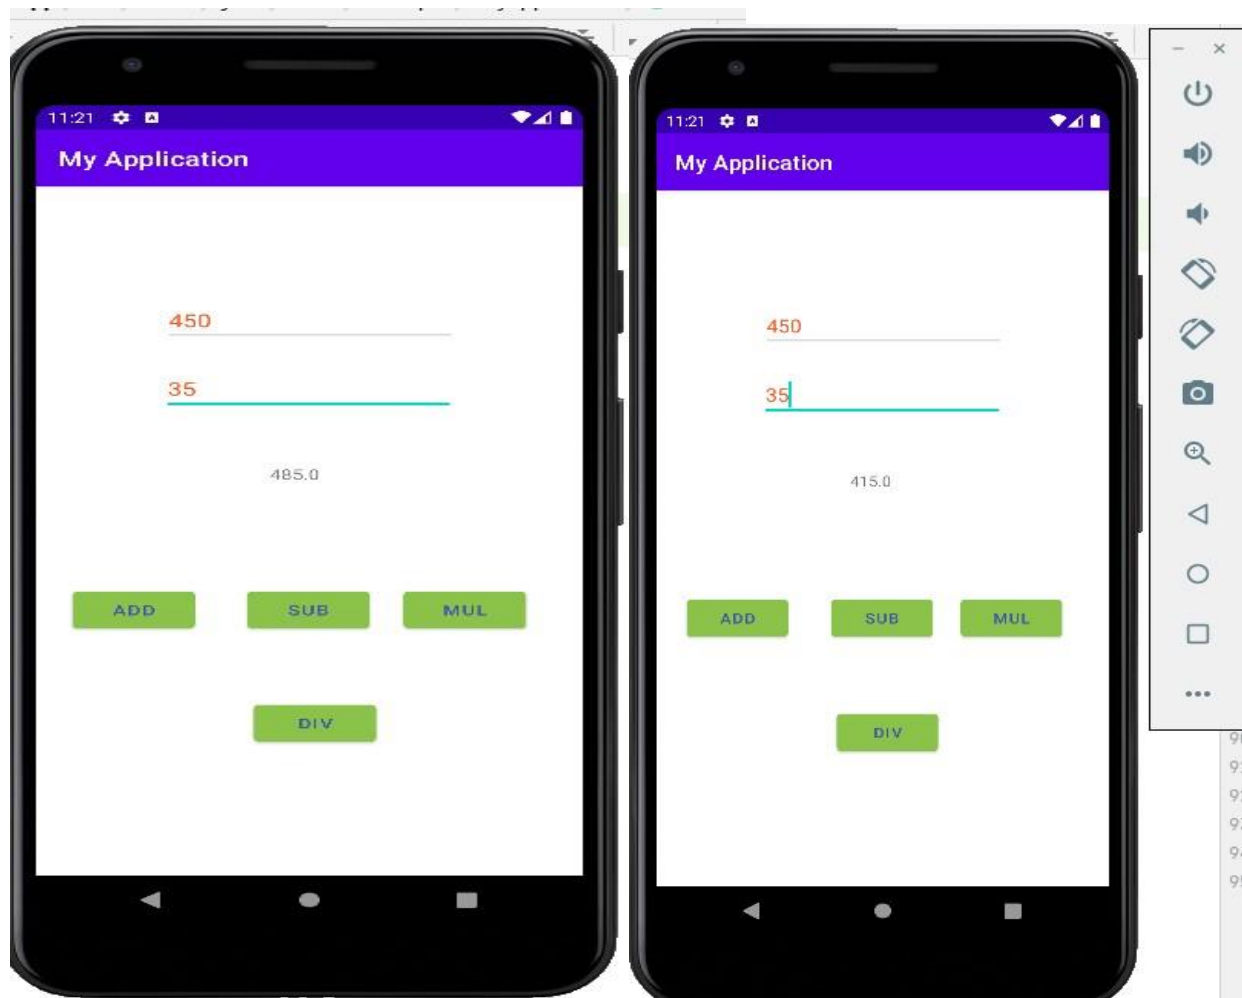 11:21
My Application
450
35
485.0
ADD SUB MUL
DIV
11:21
My Application
450
35
415.0
ADD SUB MUL
DIV